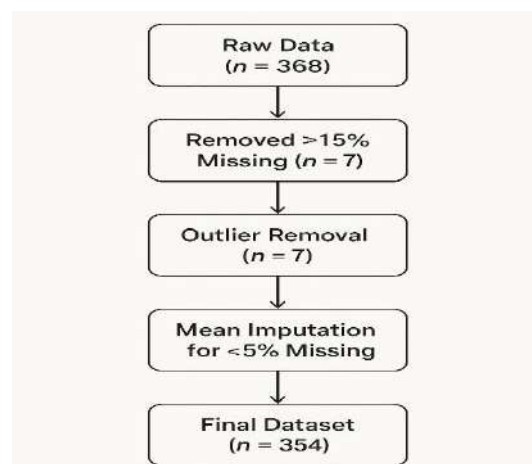 Raw Data
(n = 368)
Removed >15%
Missing (n = 7)
Outlier Removal
(n = 7)
Mean Imputation
for <5% Missing
Final Dataset
(n = 354)